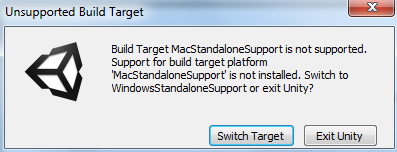 Unsupported Build Target
Build Target MacStandaloneSupport is not supported.
Support for build target platform
'MacStandaloneSupport' is not installed. Switch to
WindowsStandaloneSupport or exit Unity?
Switch Target
Exit Unity